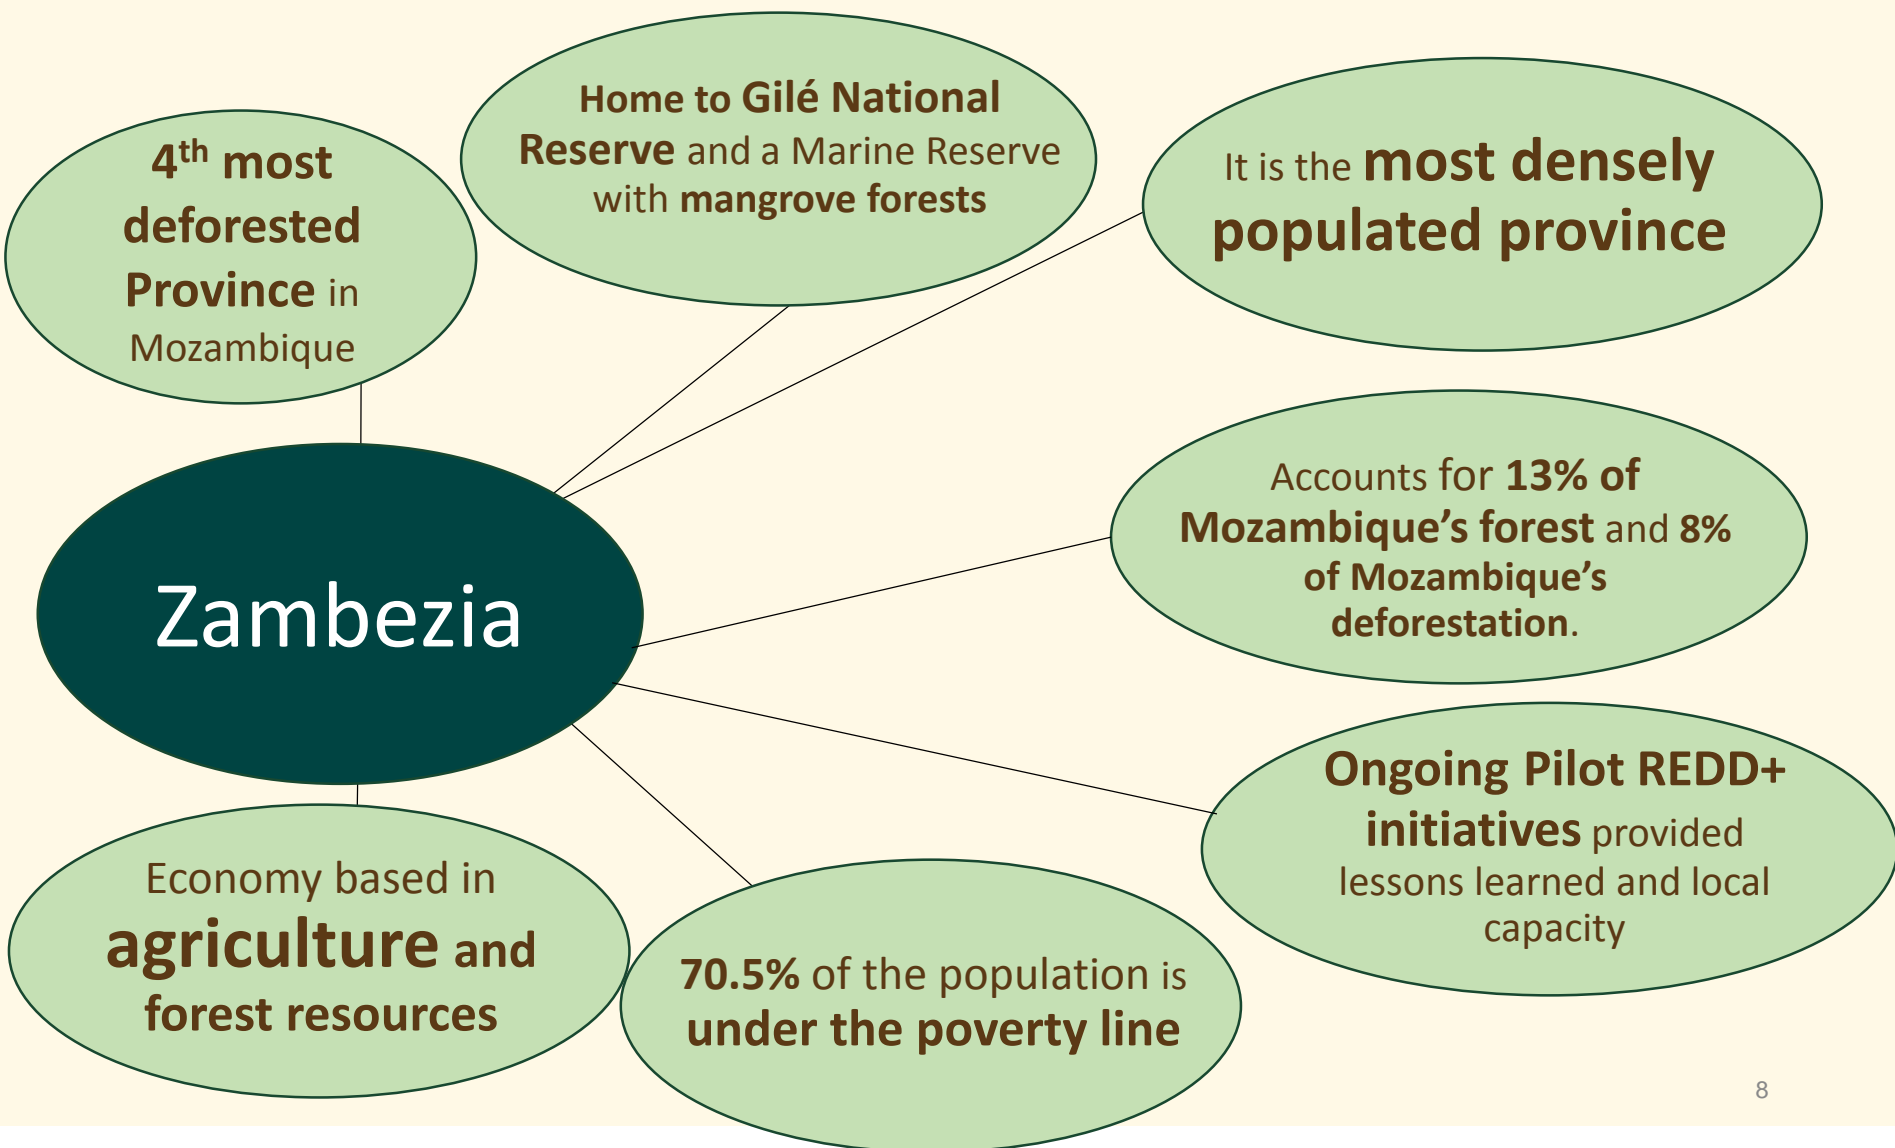 Home to Gilé National
Reserve and a Marine Reserve
with mangrove forests
4th most
deforested
Province in
Mozambique
It is the most densely
populated province
Accounts for 13% of
Mozambique’s forest and 8%
of Mozambique’s
deforestation.
Zambezia
Ongoing Pilot REDD+
initiatives provided
lessons learned and local
capacity
Economy based in
agriculture and
forest resources
70.5% of the population is
under the poverty line
8